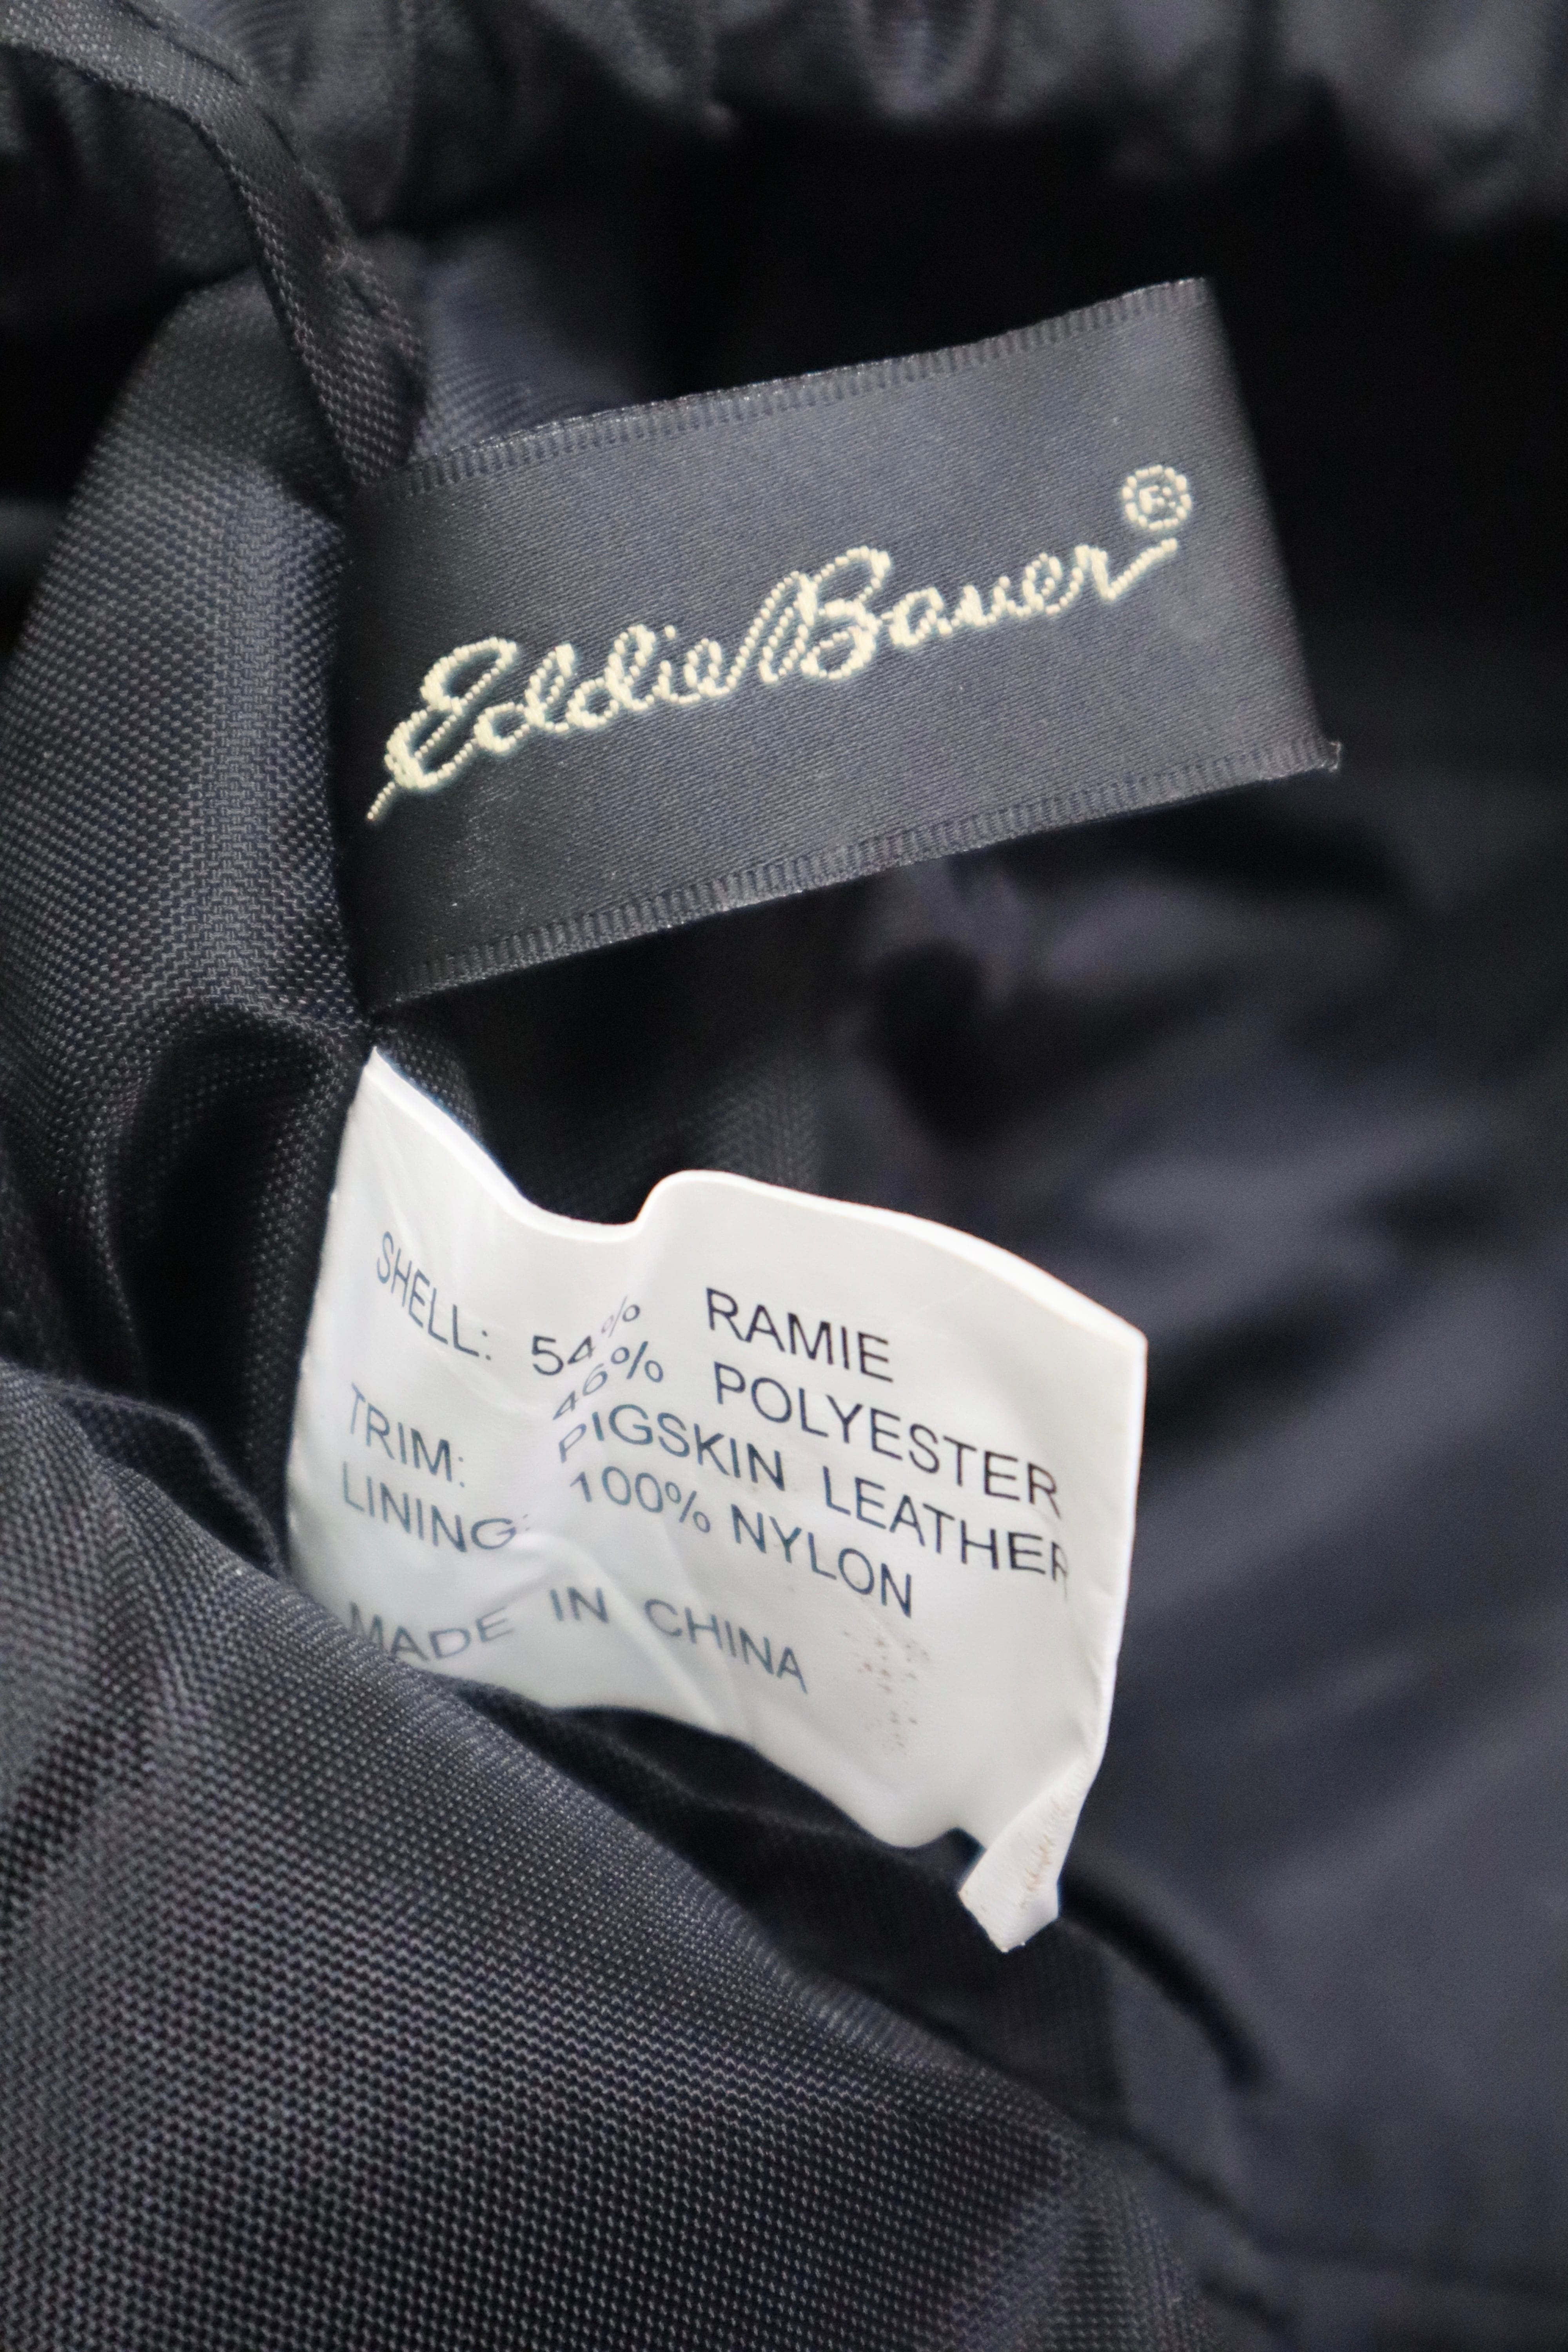 Eddie Bauer®
SHELL: 54% RAMIE
46% POLYESTER
TRIM: PIGSKIN LEATHER
LINING: 100% NYLON
MADE IN CHINA